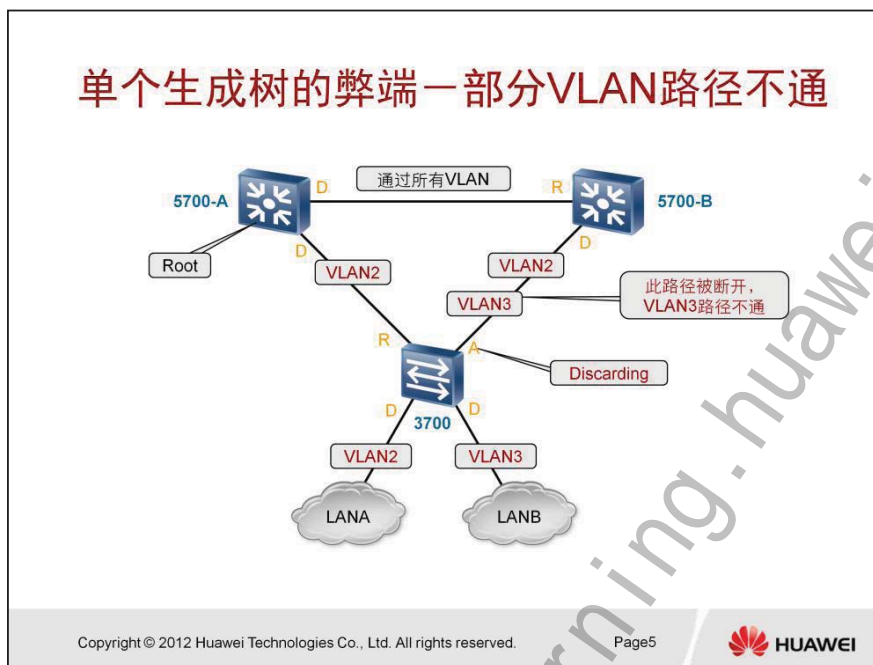 单个生成树的弊端－部分VLAN路径不通
D
通过所有VLAN
R
5700-A
5700-B
D
D
Root
VLAN2
VLAN2
此路径被断开，
VLAN3路径不通
VLAN3
R
A
Discarding
D
D
3700
VLAN2
VLAN3
LANA
LANB
rning.huawei.
Copyright © 2012 Huawei Technologies Co., Ltd. All rights reserved.
Page5
HUAWEI